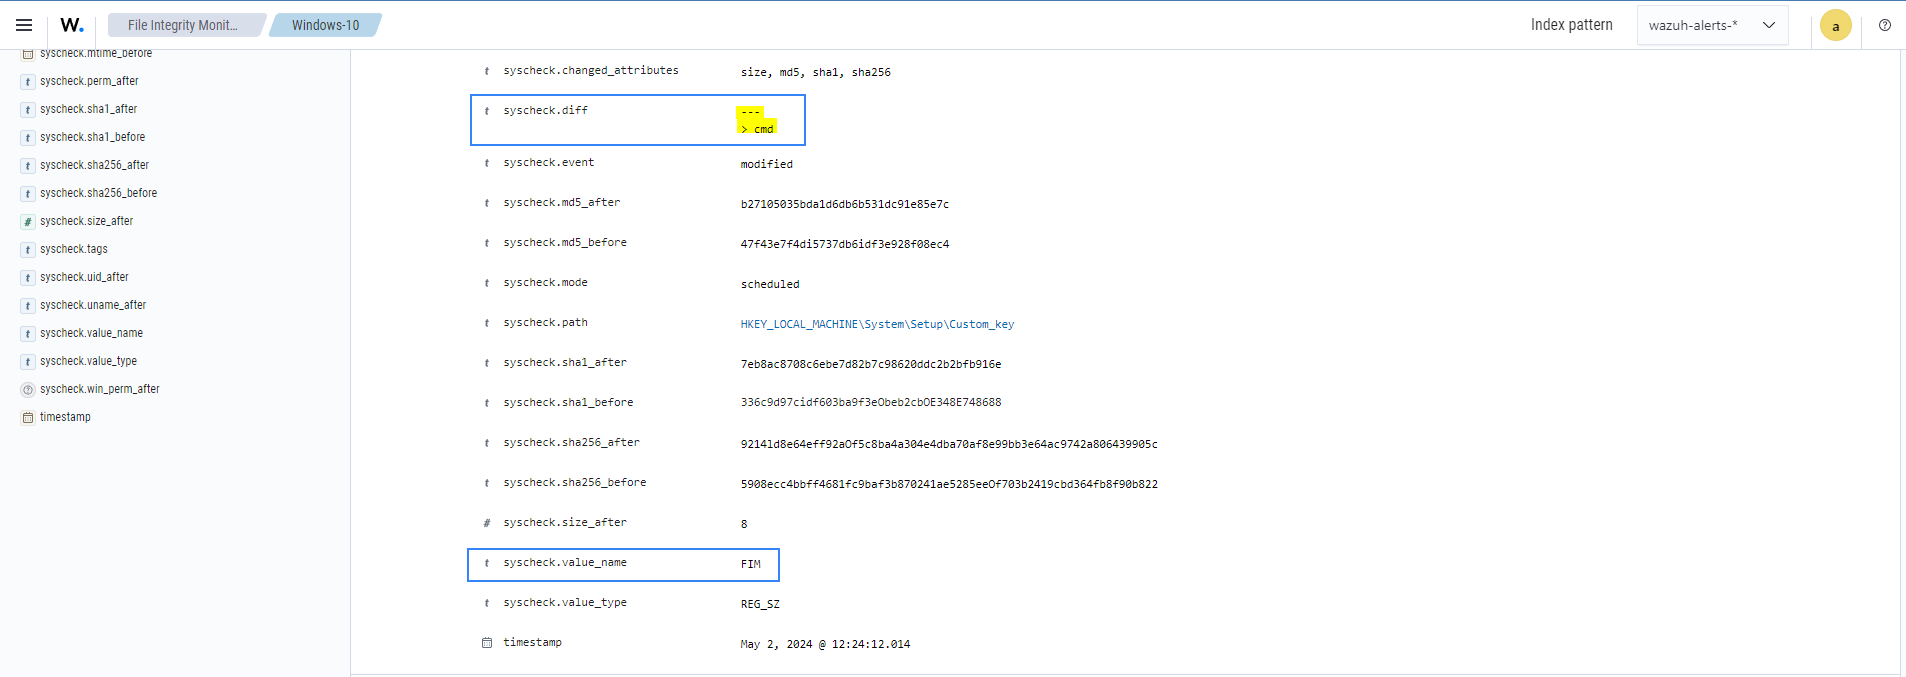 W.
File Integrity Monit...
Windows-10
Index pattern
wazuh-alerts-*
a
syscheck.mtime_before
syscheck.perm_after
syscheck.sha1_after
syscheck.sha1_before
syscheck.sha256_after
syscheck.sha256_before
syscheck.size_after
syscheck.tags
syscheck.uid_after
syscheck.uname_after
syscheck.value_name
syscheck.value_type
syscheck.win_perm_after
timestamp
t syscheck.changed_attributes size, md5, sha1, sha256
t syscheck.diff ---
> cmd
t syscheck.event modified
t syscheck.md5_after b27105035bda1d6db6b531dc91e85e7c
t syscheck.md5_before 47f43e7f4di5737db6idf3e928f08ec4
t syscheck.mode scheduled
t syscheck.path HKEY_LOCAL_MACHINE\System\Setup\Custom_key
t syscheck.sha1_after 7eb8ac8708c6ebe7d82b7c98620ddc2b2bfb916e
t syscheck.sha1_before 336c9d97cidf603ba9f3eObeb2cbOE348E748688
t syscheck.sha256_after 92141d8e64eff92aOf5c8ba4a304e4dba70af8e99bb3e64ac9742a806439905c
t syscheck.sha256_before 5908ecc4bbff4681fc9baf3b870241ae5285eeOf703b2419cbd364fb8f90b822
# syscheck.size_after 8
t syscheck.value_name FIM
t syscheck.value_type REG_SZ
timestamp May 2, 2024 @ 12:24:12.014